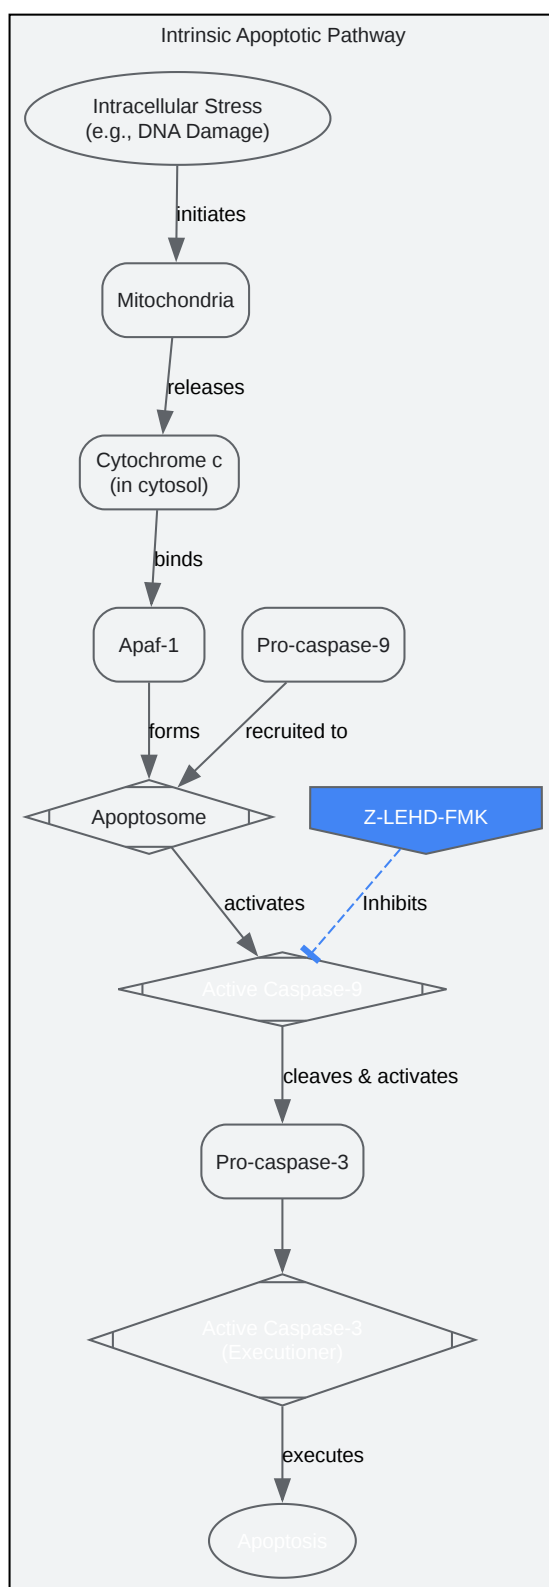 Intrinsic Apoptotic Pathway
Intracellular Stress
(e.g., DNA Damage)
initiates
Mitochondria
releases
Cytochrome c
(in cytosol)
binds
Apaf-1
Pro-caspase-9
forms
recruited to
Apoptosome
Z-LEHD-FMK
activates
Inhibits
Active Caspase-9
cleaves & activates
Pro-caspase-3
Active Caspase-3
(Executioner)
executes
Apoptosis